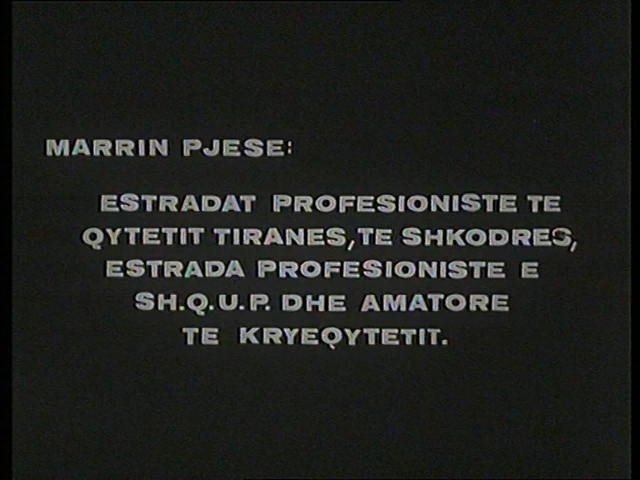 MARRIN PJESE:
ESTRADAT PROFESIONISTE TE
QYTETIT TIRANES, TE SHKODRES,
ESTRADA PROFESIONISTE E
SH.Q.U.P. DHE AMATORE
TE KRYEQYTETIT.